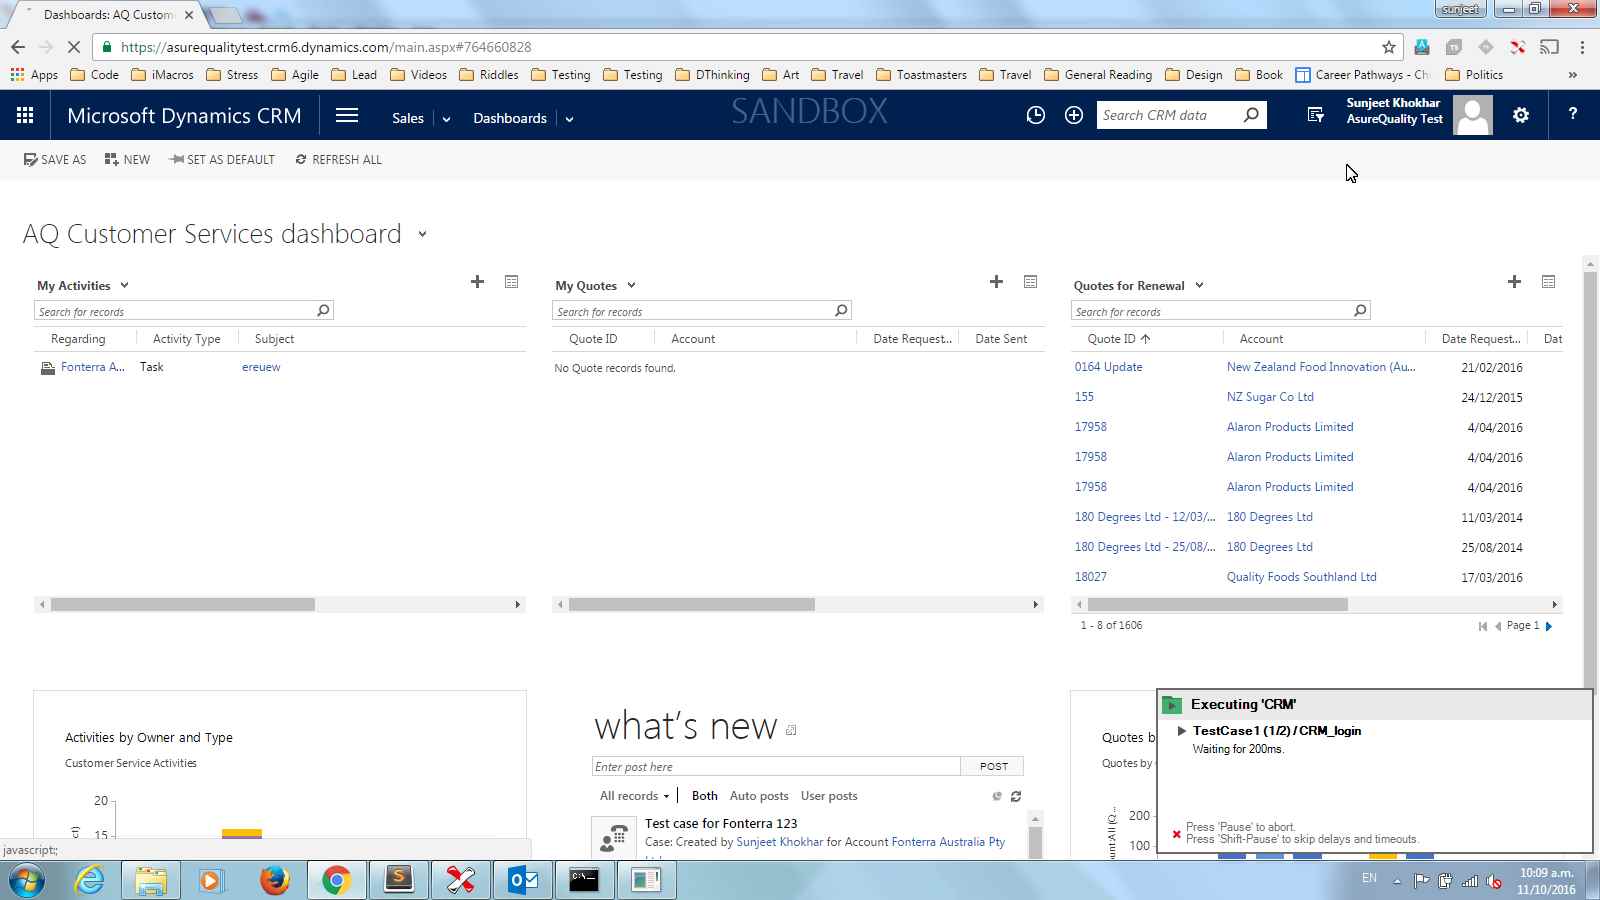 Dashboards: AQ Custom
sunjeet
https://asurequalitytest.crm6.dynamics.com/main.aspx#764660828
Apps Code iMacros Stress Agile Lead Videos Riddles Testing Testing DThinking Art Travel Toastmasters Travel General Reading Design Book Career Pathways - Ch Politics »
Microsoft Dynamics CRM Sales Dashboards SANDBOX Search CRM data Sunjeet Khokhar ?
AsureQuality Test
SAVE AS NEW SET AS DEFAULT REFRESH ALL
AQ Customer Services dashboard
My Activities
Search for records
Regarding Activity Type Subject
Fonterra A... Task ereuew
My Quotes
Search for records
Quote ID Account Date Request... Date Sent
No Quote records found.
Quotes for Renewal
Search for records
Quote ID Account Date Request... Dat
0164 Update New Zealand Food Innovation (Au... 21/02/2016
155 NZ Sugar Co Ltd 24/12/2015
17958 Alaron Products Limited 4/04/2016
17958 Alaron Products Limited 4/04/2016
17958 Alaron Products Limited 4/04/2016
180 Degrees Ltd - 12/03/... 180 Degrees Ltd 11/03/2014
180 Degrees Ltd - 25/08/... 180 Degrees Ltd 25/08/2014
18027 Quality Foods Southland Ltd 17/03/2016
1 - 8 of 1606 Page 1
Activities by Owner and Type
Customer Service Activities
20
15
what's new
Enter post here POST
All records Both Auto posts User posts
Test case for Fonterra 123
Case: Created by Sunjeet Khokhar for Account Fonterra Australia Pty
Quotes b
Quotes by
200
100
Executing 'CRM'
TestCase1 (1/2) / CRM_login
Waiting for 200ms.
Press 'Pause' to abort.
Press 'Shift-Pause' to skip delays and timeouts.
javascript:;
EN
10:09 a.m.
11/10/2016